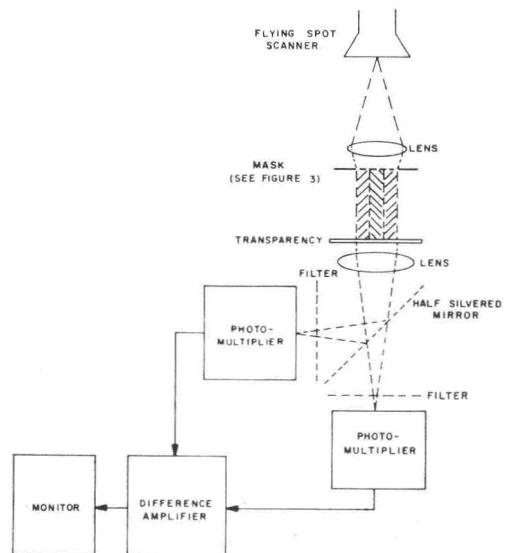 FLYING SPOT
SCANNER
LENS
MASK
(SEE FIGURE 3)
TRANSPARENCY
LENS
FILTER
HALF SILVERED
MIRROR
PHOTO-
MULTIPLIER
FILTER
PHOTO-
MULTIPLIER
MONITOR
DIFFERENCE
AMPLIFIER